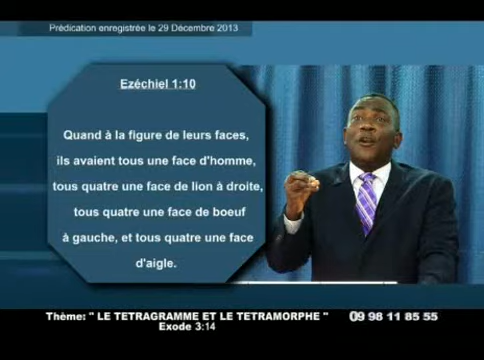 Prédication enregistrée le 29 Décembre 2013
Ezéchiel 1:10
Quand à la figure de leurs faces,
ils avaient tous une face d'homme,
tous quatre une face de lion à droite,
tous quatre une face de boeuf
à gauche, et tous quatre une face
d'aigle.
Thème: " LE TETRAGRAMME ET LE TETRAMORPHE "
Exode 3:14
09 98 11 85 55